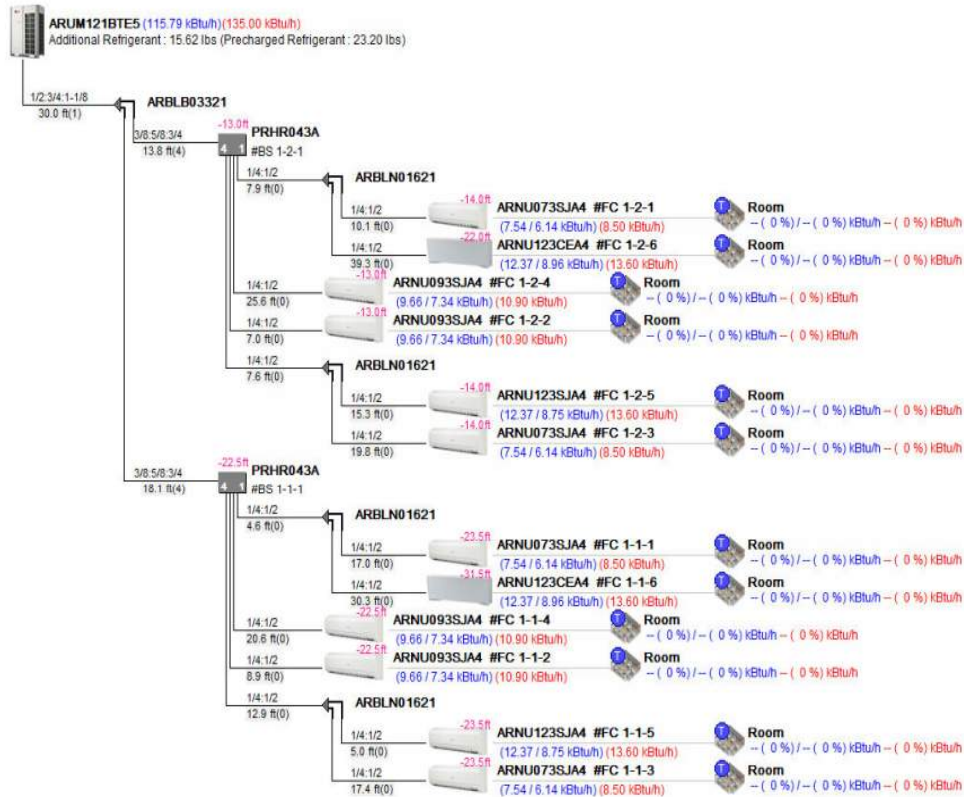 ARUM121BTE5 (115.79 kBtu/h)(135.00 kBtu/h)
Additional Refrigerant : 15.62 lbs (Precharged Refrigerant : 23.20 lbs)
1/2:3/4:1-1/8
30.0 ft(1)
ARBLB03321
3/8:5/8:3/4
13.8 ft(4)
-13.0ft
PRHR043A
4 1
#BS 1-2-1
1/4:1/2
7.9 ft(0)
ARBLN01621
1/4:1/2
10.1 ft(0)
-14.0ft
ARNU073SJA4 #FC 1-2-1
(7.54 / 6.14 kBtu/h) (8.50 kBtu/h)
T
Room
-- ( 0 %) / -- ( 0 %) kBtu/h -- ( 0 %) kBtu/h
1/4:1/2
39.3 ft(0)
-22.0ft
ARNU123CEA4 #FC 1-2-6
(12.37 / 8.96 kBtu/h) (13.60 kBtu/h)
T
Room
-- ( 0 %) / -- ( 0 %) kBtu/h -- ( 0 %) kBtu/h
1/4:1/2
25.6 ft(0)
-13.0ft
ARNU093SJA4 #FC 1-2-4
(9.66 / 7.34 kBtu/h) (10.90 kBtu/h)
T
Room
-- ( 0 %) / -- ( 0 %) kBtu/h -- ( 0 %) kBtu/h
1/4:1/2
7.0 ft(0)
-13.0ft
ARNU093SJA4 #FC 1-2-2
(9.66 / 7.34 kBtu/h) (10.90 kBtu/h)
T
Room
-- ( 0 %) / -- ( 0 %) kBtu/h -- ( 0 %) kBtu/h
1/4:1/2
7.6 ft(0)
ARBLN01621
1/4:1/2
15.3 ft(0)
-14.0ft
ARNU123SJA4 #FC 1-2-5
(12.37 / 8.75 kBtu/h) (13.60 kBtu/h)
T
Room
-- ( 0 %) / -- ( 0 %) kBtu/h -- ( 0 %) kBtu/h
1/4:1/2
19.8 ft(0)
-14.0ft
ARNU073SJA4 #FC 1-2-3
(7.54 / 6.14 kBtu/h) (8.50 kBtu/h)
T
Room
-- ( 0 %) / -- ( 0 %) kBtu/h -- ( 0 %) kBtu/h
3/8:5/8:3/4
18.1 ft(4)
-22.5ft
PRHR043A
4 1
#BS 1-1-1
1/4:1/2
4.6 ft(0)
ARBLN01621
1/4:1/2
17.0 ft(0)
-23.5ft
ARNU073SJA4 #FC 1-1-1
(7.54 / 6.14 kBtu/h) (8.50 kBtu/h)
T
Room
-- ( 0 %) / -- ( 0 %) kBtu/h -- ( 0 %) kBtu/h
1/4:1/2
30.3 ft(0)
-31.5ft
ARNU123CEA4 #FC 1-1-6
(12.37 / 8.96 kBtu/h) (13.60 kBtu/h)
T
Room
-- ( 0 %) / -- ( 0 %) kBtu/h -- ( 0 %) kBtu/h
1/4:1/2
20.6 ft(0)
-22.5ft
ARNU093SJA4 #FC 1-1-4
(9.66 / 7.34 kBtu/h) (10.90 kBtu/h)
T
Room
-- ( 0 %) / -- ( 0 %) kBtu/h -- ( 0 %) kBtu/h
1/4:1/2
8.9 ft(0)
-22.5ft
ARNU093SJA4 #FC 1-1-2
(9.66 / 7.34 kBtu/h) (10.90 kBtu/h)
T
Room
-- ( 0 %) / -- ( 0 %) kBtu/h -- ( 0 %) kBtu/h
1/4:1/2
12.9 ft(0)
ARBLN01621
1/4:1/2
5.0 ft(0)
-23.5ft
ARNU123SJA4 #FC 1-1-5
(12.37 / 8.75 kBtu/h) (13.60 kBtu/h)
T
Room
-- ( 0 %) / -- ( 0 %) kBtu/h -- ( 0 %) kBtu/h
1/4:1/2
17.4 ft(0)
-23.5ft
ARNU073SJA4 #FC 1-1-3
(7.54 / 6.14 kBtu/h) (8.50 kBtu/h)
T
Room
-- ( 0 %) / -- ( 0 %) kBtu/h -- ( 0 %) kBtu/h